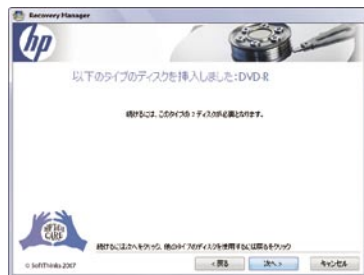 Recovery Manager
hp
以下のタイプのディスクを挿入しました:DVD-R
続けるには、このタイプの 2 ディスクが必要となります。
続けるには次へをクリック、他のタイプのディスクを使用するには戻るをクリック
© SoftThinks 2007
< 戻る
次へ >
キャンセル